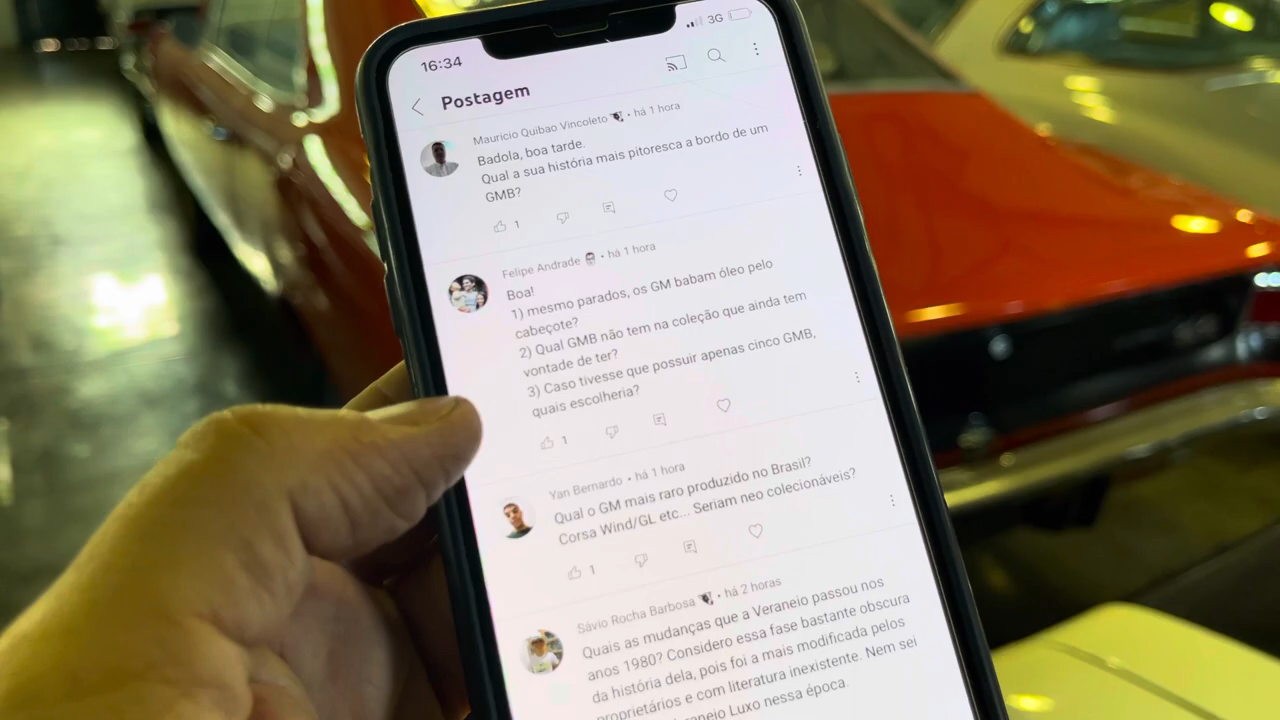 16:34
3G
Postagem
Mauricio Quibao Vincoleto • há 1 hora
Badola, boa tarde.
Qual a sua história mais pitoresca a bordo de um
GMB?
1
Felipe Andrade • há 1 hora
Boa!
1) mesmo parados, os GM babam óleo pelo
cabeçote?
2) Qual GMB não tem na coleção que ainda tem
vontade de ter?
3) Caso tivesse que possuir apenas cinco GMB,
quais escolheria?
1
Yan Bernardo • há 1 hora
Qual o GM mais raro produzido no Brasil?
Corsa Wind/GL etc... Seriam neo colecionáveis?
1
Sávio Rocha Barbosa • há 2 horas
Quais as mudanças que a Veraneio passou nos
anos 1980? Considero essa fase bastante obscura
da história dela, pois foi a mais modificada pelos
proprietários e com literatura inexistente. Nem sei
Luxo nessa época.